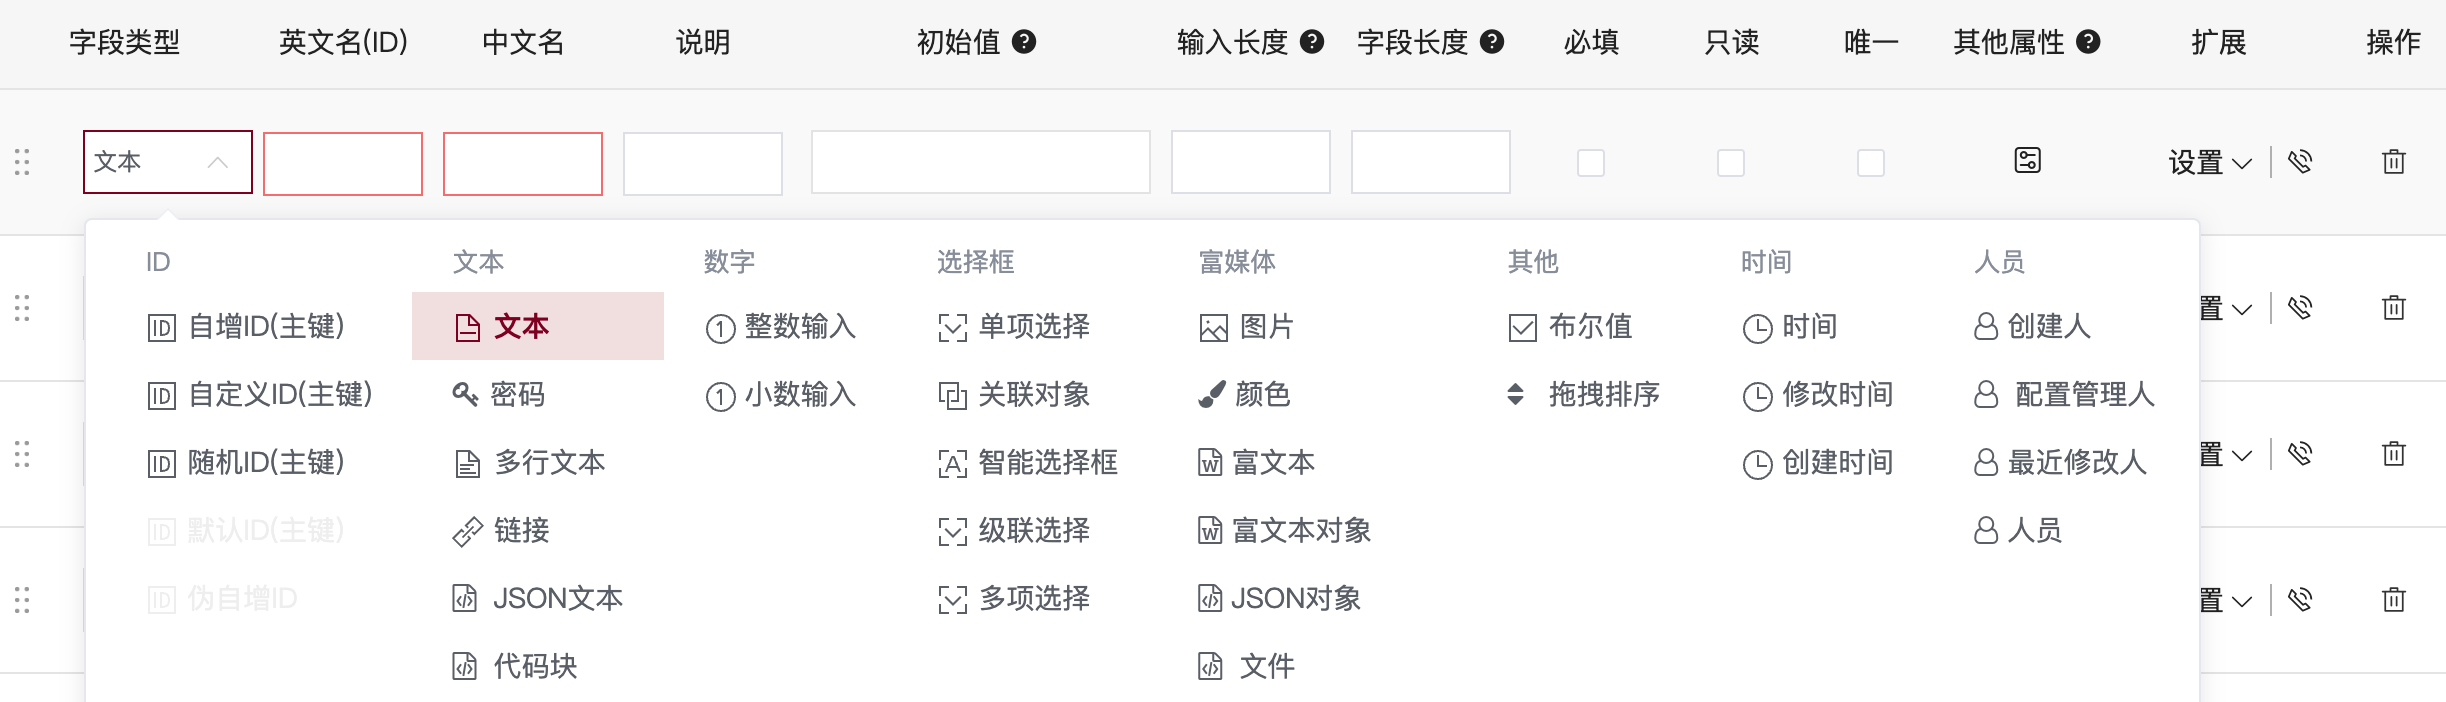 字段类型 英文名(ID) 中文名 说明 初始值 输入长度 字段长度 必填 只读 唯一 其他属性 扩展 操作
文本 设置
ID 文本 数字 选择框 富媒体 其他 时间 人员
自增ID(主键) 文本 整数输入 单项选择 图片 布尔值 时间 创建人 置
自定义ID(主键) 密码 小数输入 关联对象 颜色 拖拽排序 修改时间 配置管理人
随机ID(主键) 多行文本 智能选择框 富文本 创建时间 最近修改人 置
默认ID(主键) 链接 级联选择 富文本对象 人员
伪自增ID JSON文本 多项选择 JSON对象 置
代码块 文件